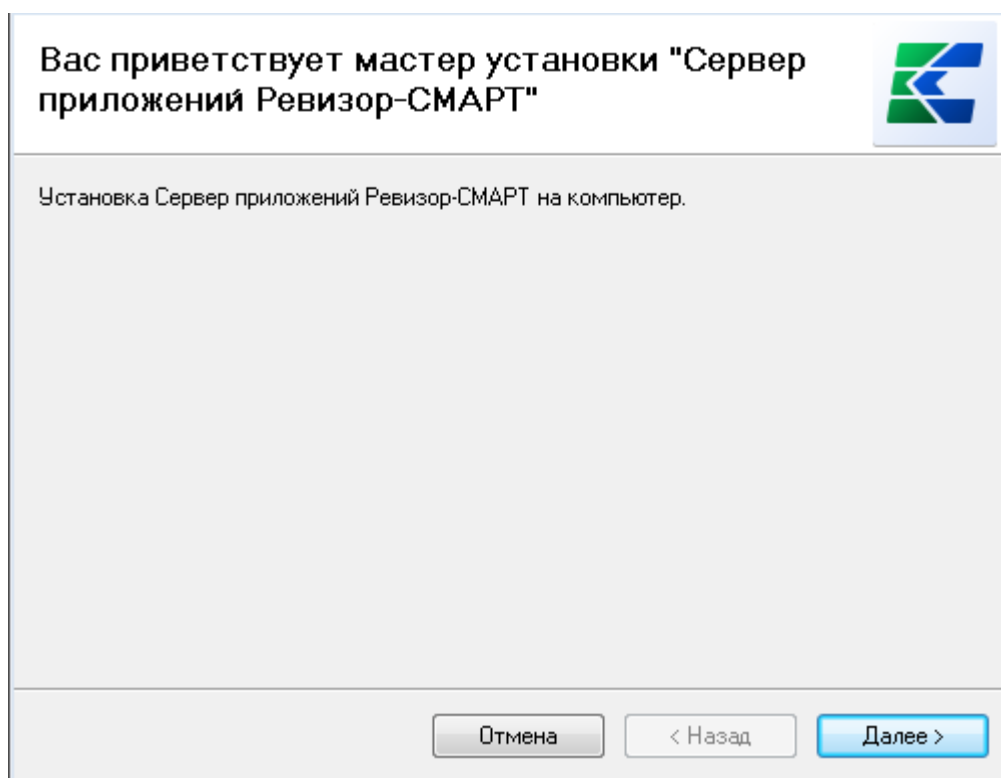 Вас приветствует мастер установки "Сервер
приложений Ревизор-СМАРТ"
Установка Сервер приложений Ревизор-СМАРТ на компьютер.
Отмена
< Назад
Далее >